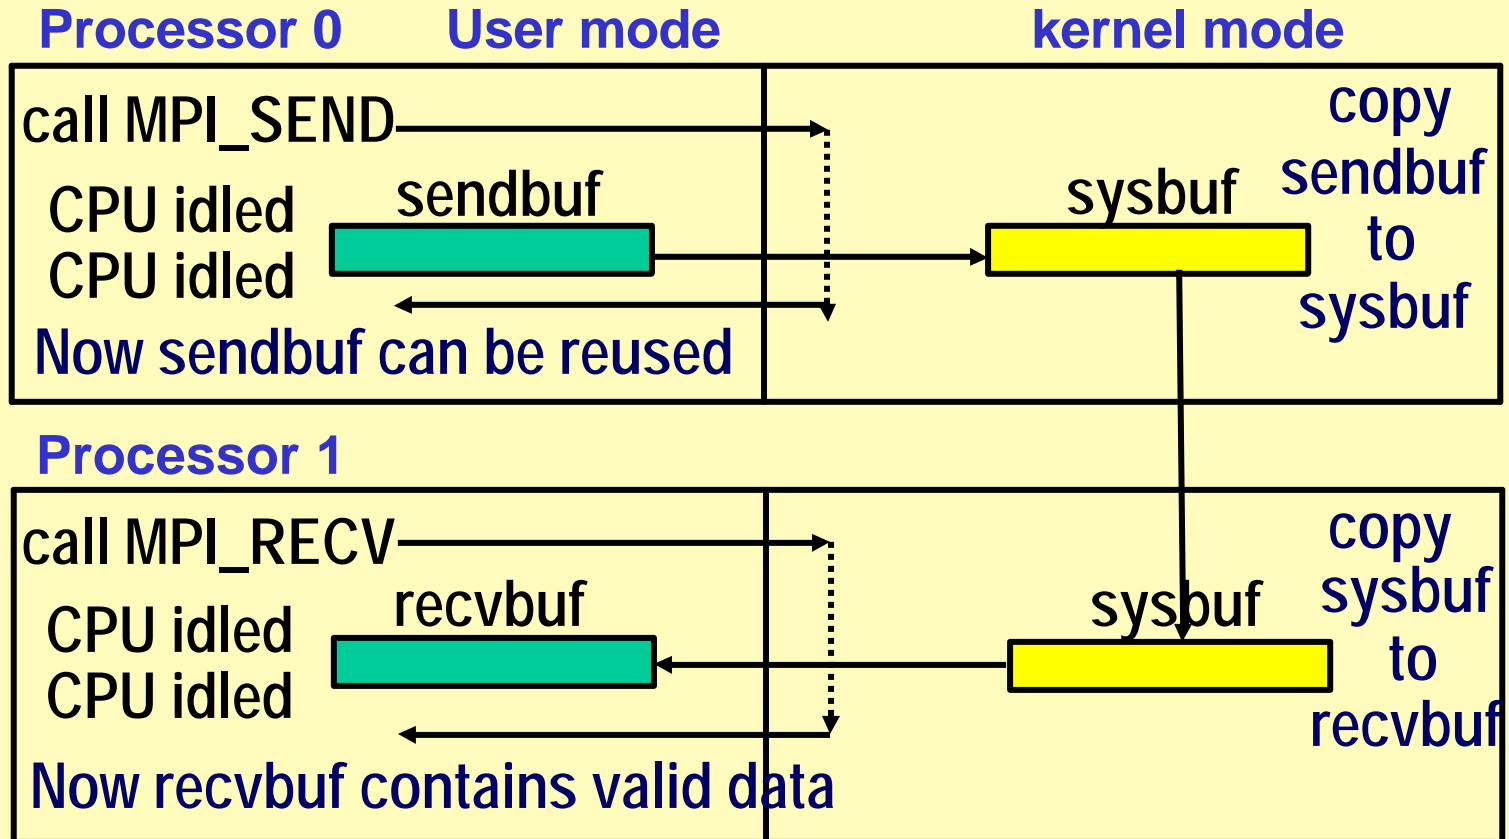 Processor 0 User mode kernel mode
call MPI_SEND
copy
sendbuf
to
sysbuf
CPU idled
CPU idled
sendbuf
sysbuf
Now sendbuf can be reused
Processor 1
call MPI_RECV
copy
sysbuf
to
recvbuf
CPU idled
CPU idled
recvbuf
sysbuf
Now recvbuf contains valid data